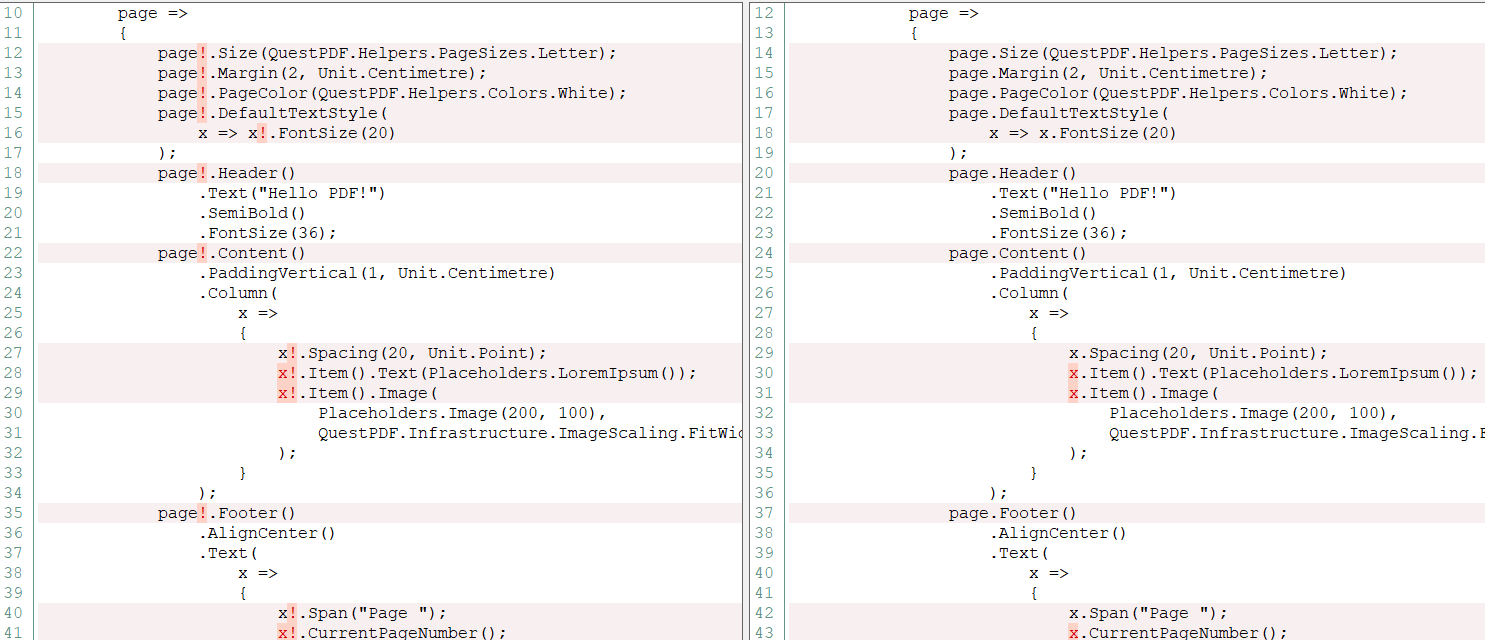 10 page =>
11 {
12 page!.Size(QuestPDF.Helpers.PageSizes.Letter);
13 page!.Margin(2, Unit.Centimetre);
14 page!.PageColor(QuestPDF.Helpers.Colors.White);
15 page!.DefaultTextStyle(
16 x => x!.FontSize(20)
17 );
18 page!.Header()
19 .Text("Hello PDF!")
20 .SemiBold()
21 .FontSize(36);
22 page!.Content()
23 .PaddingVertical(1, Unit.Centimetre)
24 .Column(
25 x =>
26 {
27 x!.Spacing(20, Unit.Point);
28 x!.Item().Text(Placeholders.LoremIpsum());
29 x!.Item().Image(
30 Placeholders.Image(200, 100),
31 QuestPDF.Infrastructure.ImageScaling.FitWid
32 );
33 }
34 );
35 page!.Footer()
36 .AlignCenter()
37 .Text(
38 x =>
39 {
40 x!.Span("Page ");
41 x!.CurrentPageNumber();
12 page =>
13 {
14 page.Size(QuestPDF.Helpers.PageSizes.Letter);
15 page.Margin(2, Unit.Centimetre);
16 page.PageColor(QuestPDF.Helpers.Colors.White);
17 page.DefaultTextStyle(
18 x => x.FontSize(20)
19 );
20 page.Header()
21 .Text("Hello PDF!")
22 .SemiBold()
23 .FontSize(36);
24 page.Content()
25 .PaddingVertical(1, Unit.Centimetre)
26 .Column(
27 x =>
28 {
29 x.Spacing(20, Unit.Point);
30 x.Item().Text(Placeholders.LoremIpsum());
31 x.Item().Image(
32 Placeholders.Image(200, 100),
33 QuestPDF.Infrastructure.ImageScaling.F
34 );
35 }
36 );
37 page.Footer()
38 .AlignCenter()
39 .Text(
40 x =>
41 {
42 x.Span("Page ");
43 x.CurrentPageNumber();